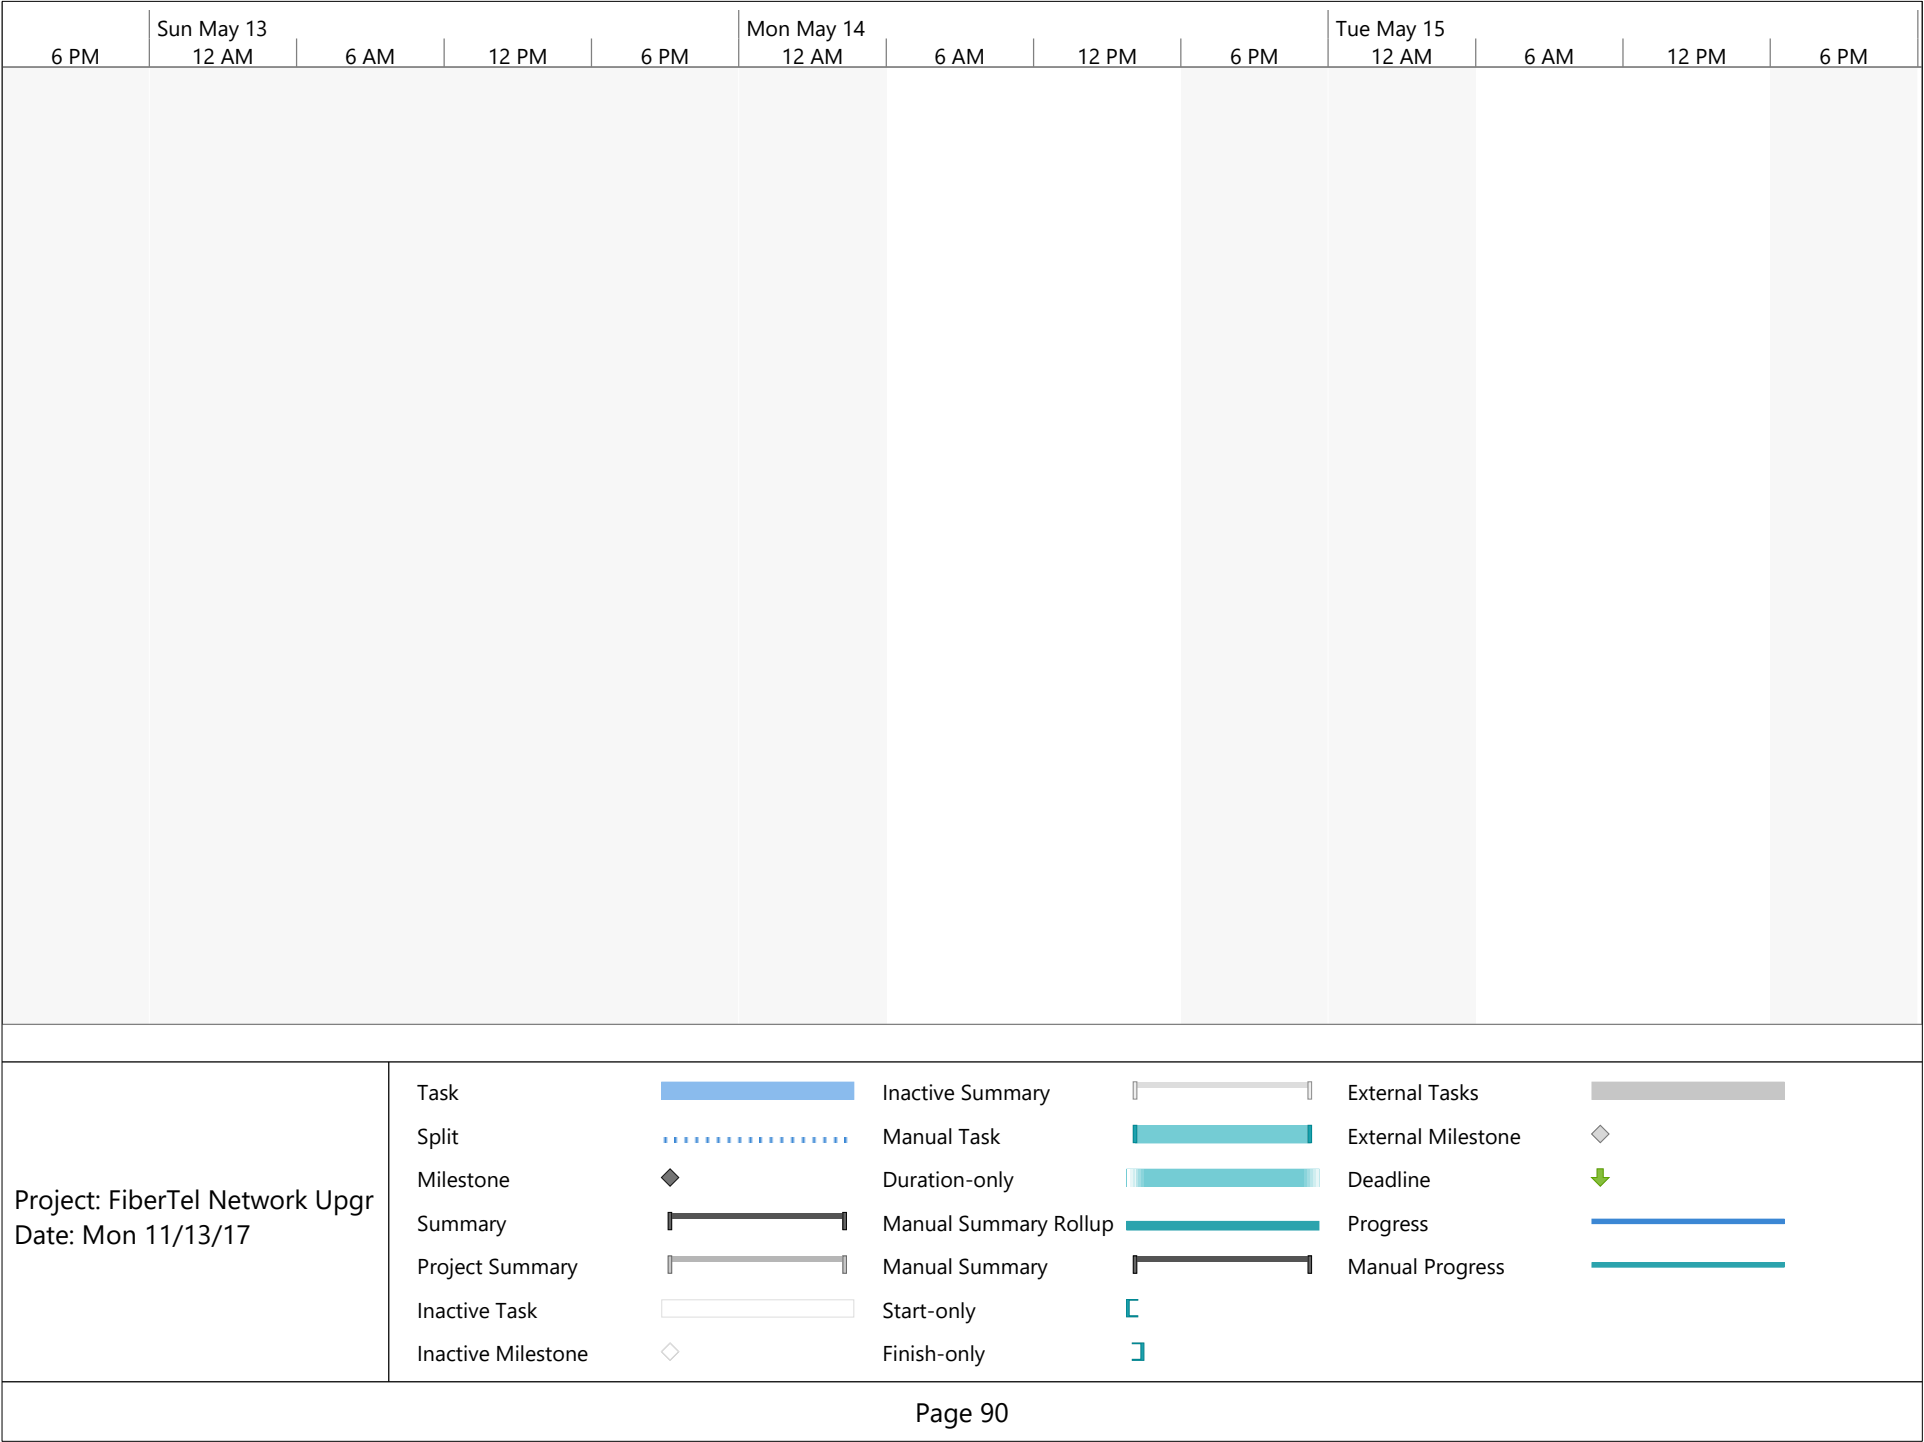 Sun May 13 Mon May 14 Tue May 15
6 PM 12 AM 6 AM 12 PM 6 PM 12 AM 6 AM 12 PM 6 PM 12 AM 6 AM 12 PM 6 PM
Project: FiberTel Network Upgr
Date: Mon 11/13/17
Task
Split
Milestone
Summary
Project Summary
Inactive Task
Inactive Milestone
Inactive Summary
Manual Task
Duration-only
Manual Summary Rollup
Manual Summary
Start-only
Finish-only
External Tasks
External Milestone
Deadline
Progress
Manual Progress
Page 90